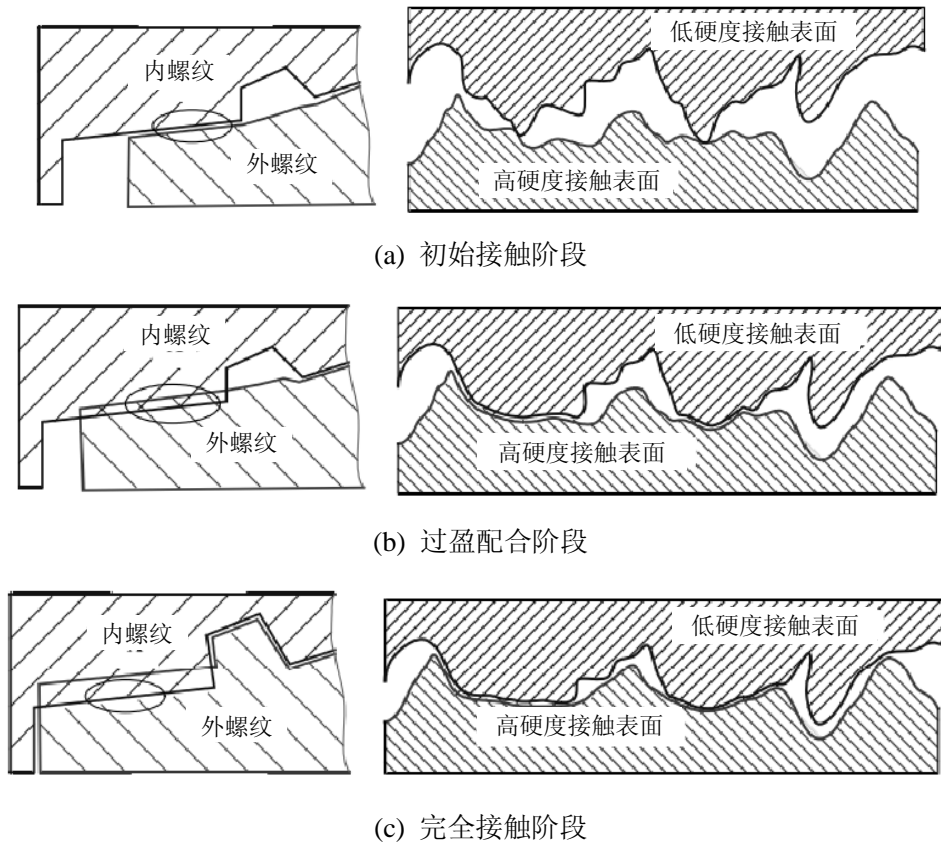 内螺纹
外螺纹
低硬度接触表面
高硬度接触表面
(a) 初始接触阶段
内螺纹
外螺纹
低硬度接触表面
高硬度接触表面
(b) 过盈配合阶段
内螺纹
外螺纹
低硬度接触表面
高硬度接触表面
(c) 完全接触阶段